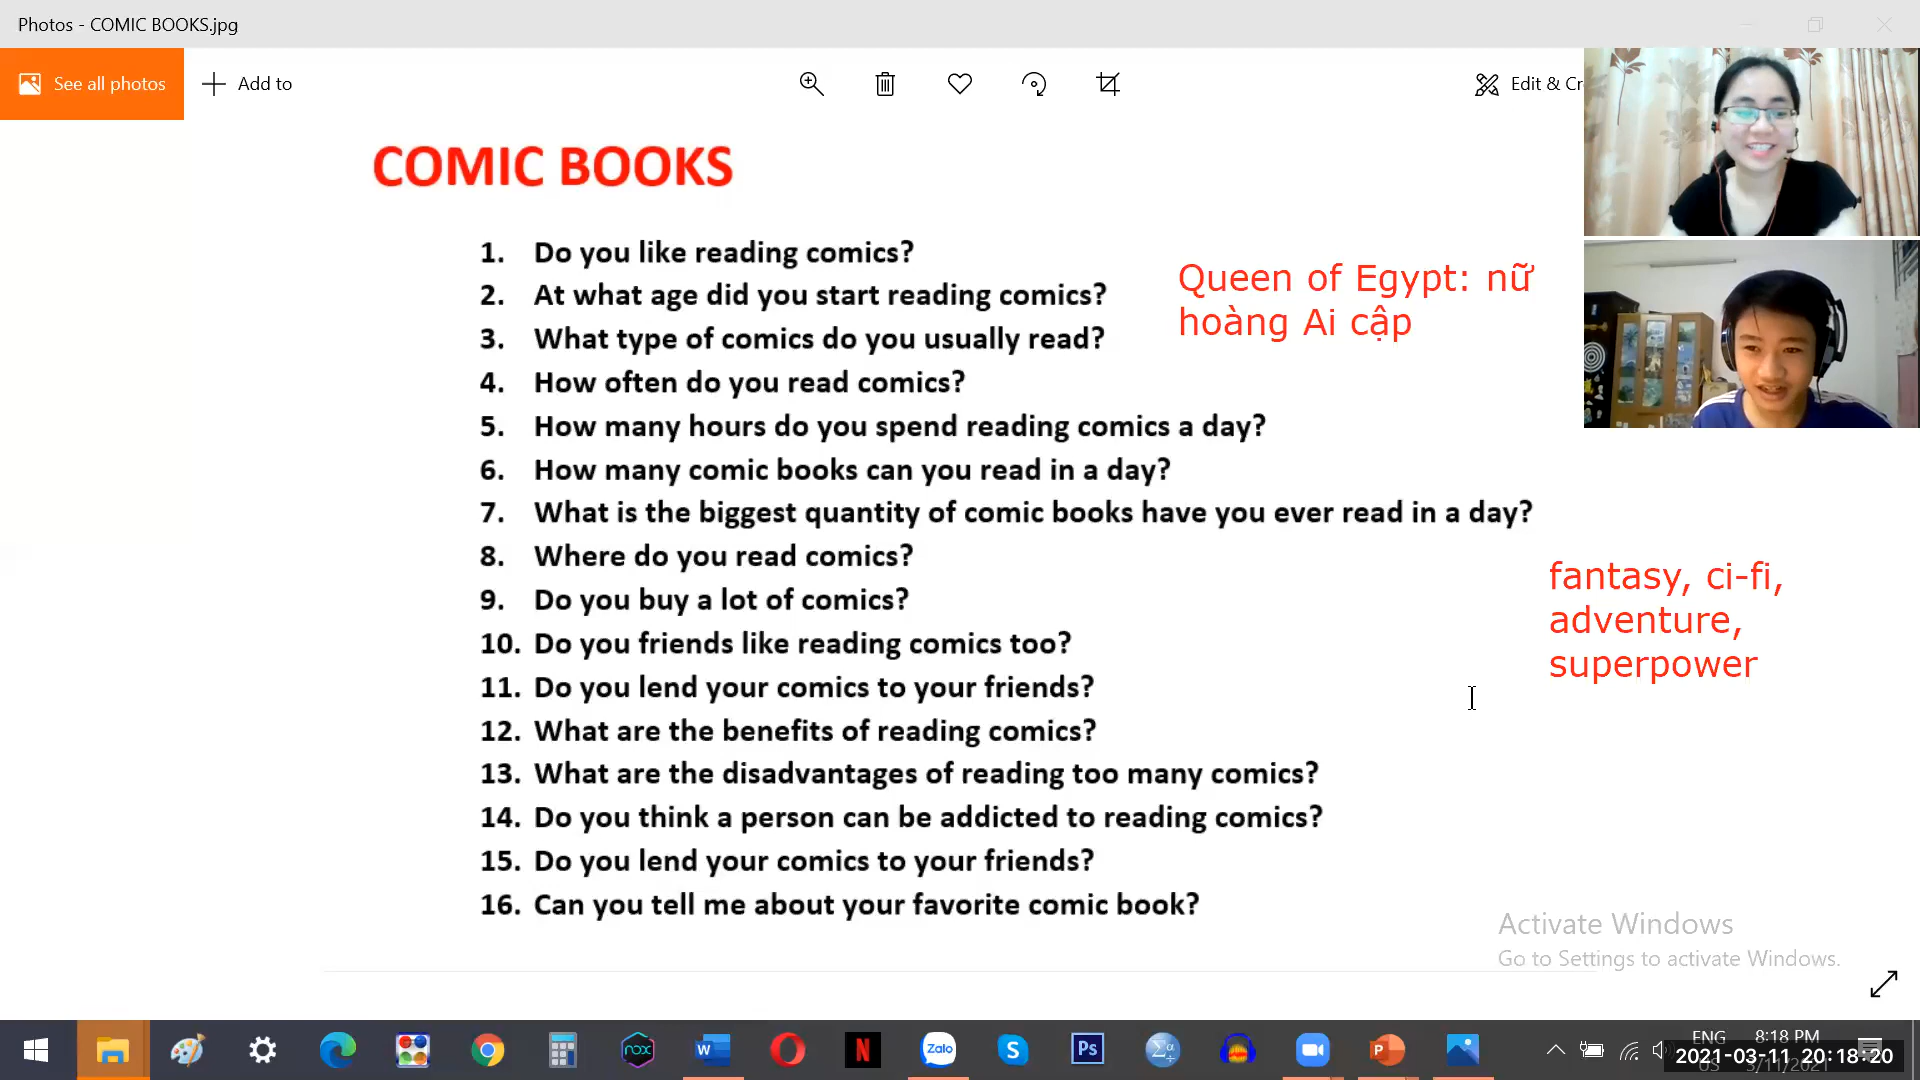 Photos - COMIC BOOKS.jpg
See all photos
Add to
Edit & Cr
COMIC BOOKS
1. Do you like reading comics?
2. At what age did you start reading comics?
3. What type of comics do you usually read?
4. How often do you read comics?
5. How many hours do you spend reading comics a day?
6. How many comic books can you read in a day?
7. What is the biggest quantity of comic books have you ever read in a day?
8. Where do you read comics?
9. Do you buy a lot of comics?
10. Do you friends like reading comics too?
11. Do you lend your comics to your friends?
12. What are the benefits of reading comics?
13. What are the disadvantages of reading too many comics?
14. Do you think a person can be addicted to reading comics?
15. Do you lend your comics to your friends?
16. Can you tell me about your favorite comic book?
Queen of Egypt: nữ
hoàng Ai cập
fantasy, ci-fi,
adventure,
superpower
Activate Windows
Go to Settings to activate Windows.
nox
W
N
Zalo
S
Ps
Σα
P
ENG
8:18 PM
2021-03-11 20:18:20